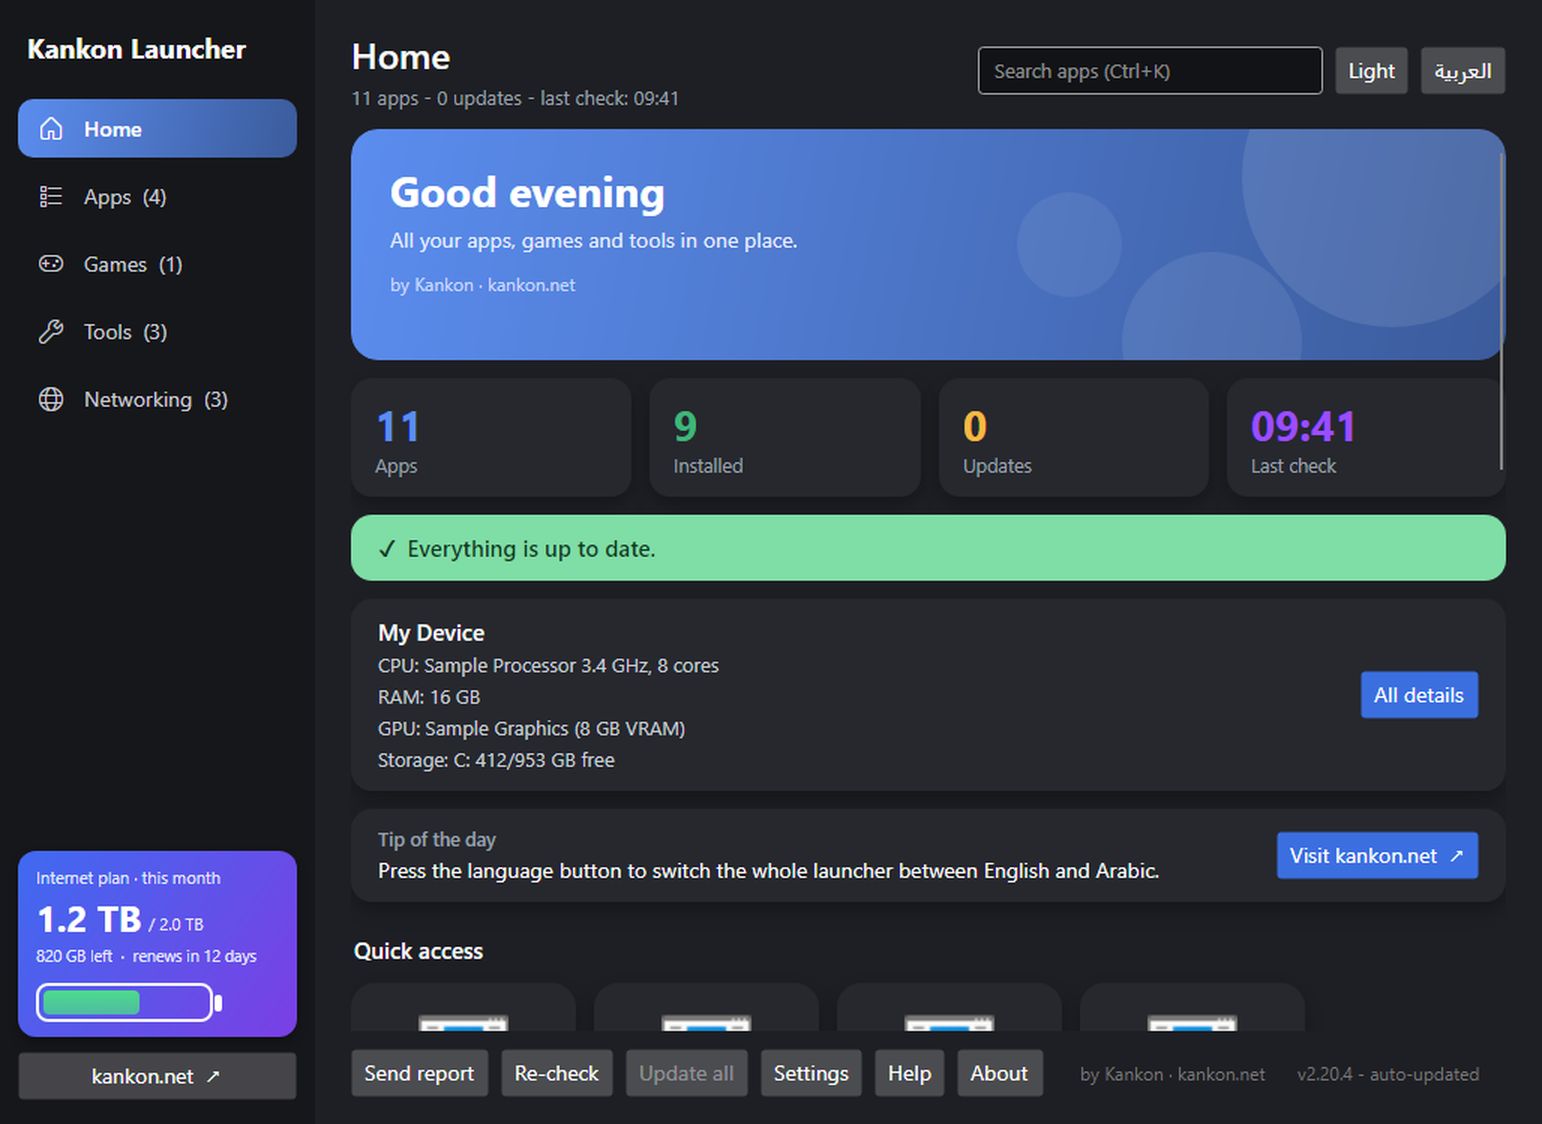 Kankon Launcher
Home
Apps (4)
Games (1)
Tools (3)
Networking (3)
Internet plan · this month
1.2 TB / 2.0 TB
820 GB left · renews in 12 days
kankon.net ↗
Home
11 apps - 0 updates - last check: 09:41
Search apps (Ctrl+K)
Light
العربية
Good evening
All your apps, games and tools in one place.
by Kankon · kankon.net
11
Apps
9
Installed
0
Updates
09:41
Last check
✓ Everything is up to date.
My Device
CPU: Sample Processor 3.4 GHz, 8 cores
RAM: 16 GB
GPU: Sample Graphics (8 GB VRAM)
Storage: C: 412/953 GB free
All details
Tip of the day
Press the language button to switch the whole launcher between English and Arabic.
Visit kankon.net ↗
Quick access
Send report
Re-check
Update all
Settings
Help
About
by Kankon · kankon.net
v2.20.4 - auto-updated